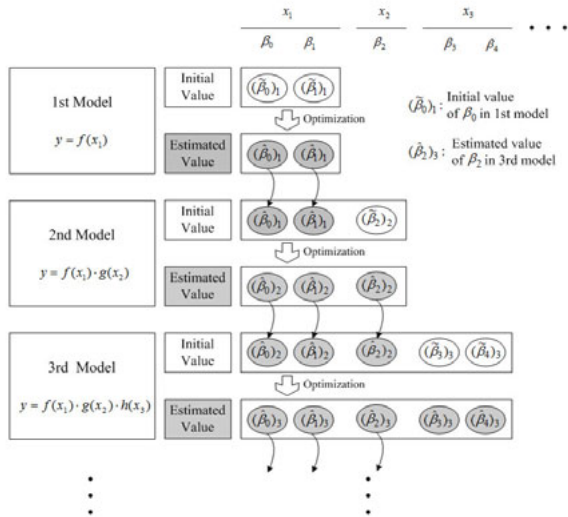 x₁ x₂ x₃
β₀ β₁ β₂ β₃ β₄
1st Model
y = f(x₁)
Initial
Value
(β̃₀)₁ (β̃₁)₁
Optimization
Estimated
Value
(β̂₀)₁ (β̂₁)₁
(β̃₀)₁ : Initial value
of β₀ in 1st model
(β̂₂)₃ : Estimated value
of β₂ in 3rd model
2nd Model
y = f(x₁) · g(x₂)
Initial
Value
(β̂₀)₁ (β̂₁)₁ (β̃₂)₂
Optimization
Estimated
Value
(β̂₀)₂ (β̂₁)₂ (β̂₂)₂
3rd Model
y = f(x₁) · g(x₂) · h(x₃)
Initial
Value
(β̂₀)₂ (β̂₁)₂ (β̂₂)₂ (β̃₃)₃ (β̃₄)₃
Optimization
Estimated
Value
(β̂₀)₃ (β̂₁)₃ (β̂₂)₃ (β̂₃)₃ (β̂₄)₃